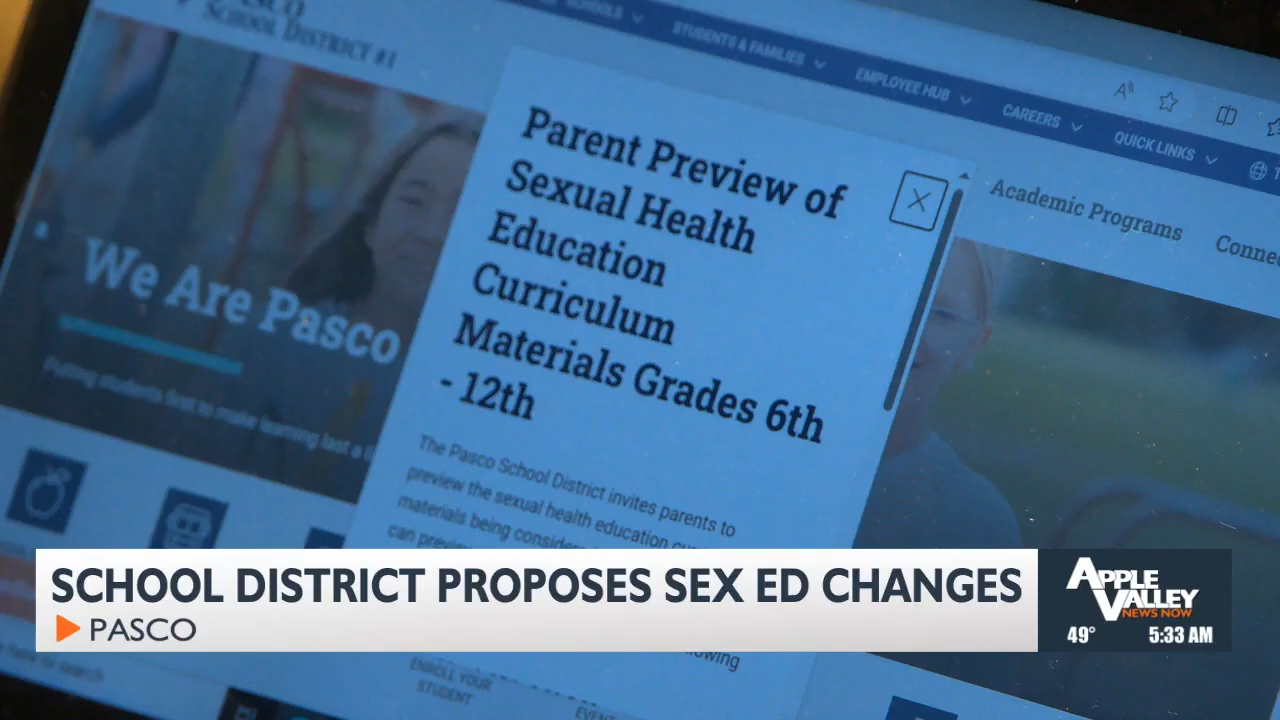 PASCO
SCHOOL DISTRICT #1
SCHOOLS
STUDENTS & FAMILIES
EMPLOYEE HUB
CAREERS
QUICK LINKS
Academic Programs
We Are Pasco
Putting students first to make learning last a
Parent Preview of
Sexual Health
Education
Curriculum
Materials Grades 6th
- 12th
The Pasco School District invites parents to
preview the sexual health education
materials being
SCHOOL DISTRICT PROPOSES SEX ED CHANGES
PASCO
APPLE
VALLEY
NEWS NOW
49°
5:33 AM
ENROLL YOUR
STUDENT